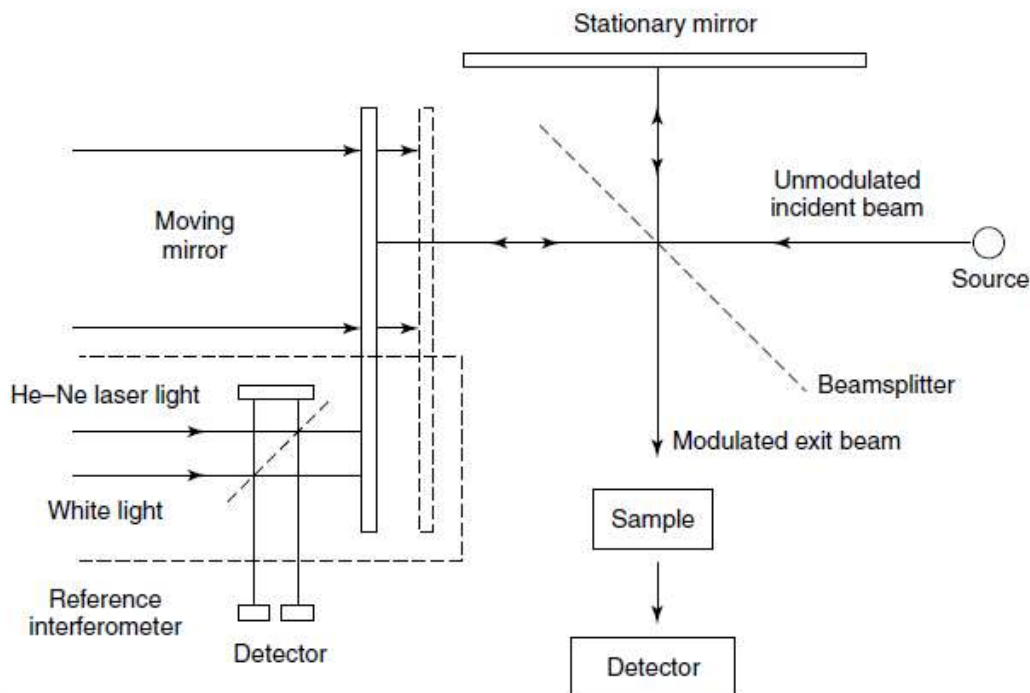 Stationary mirror
Unmodulated
incident beam
Moving
mirror
Source
He–Ne laser light
Beamsplitter
Modulated exit beam
White light
Sample
Reference
interferometer
Detector
Detector